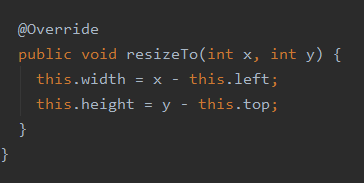 @Override
public void resizeTo(int x, int y) {
this.width = x - this.left;
this.height = y - this.top;
}
}